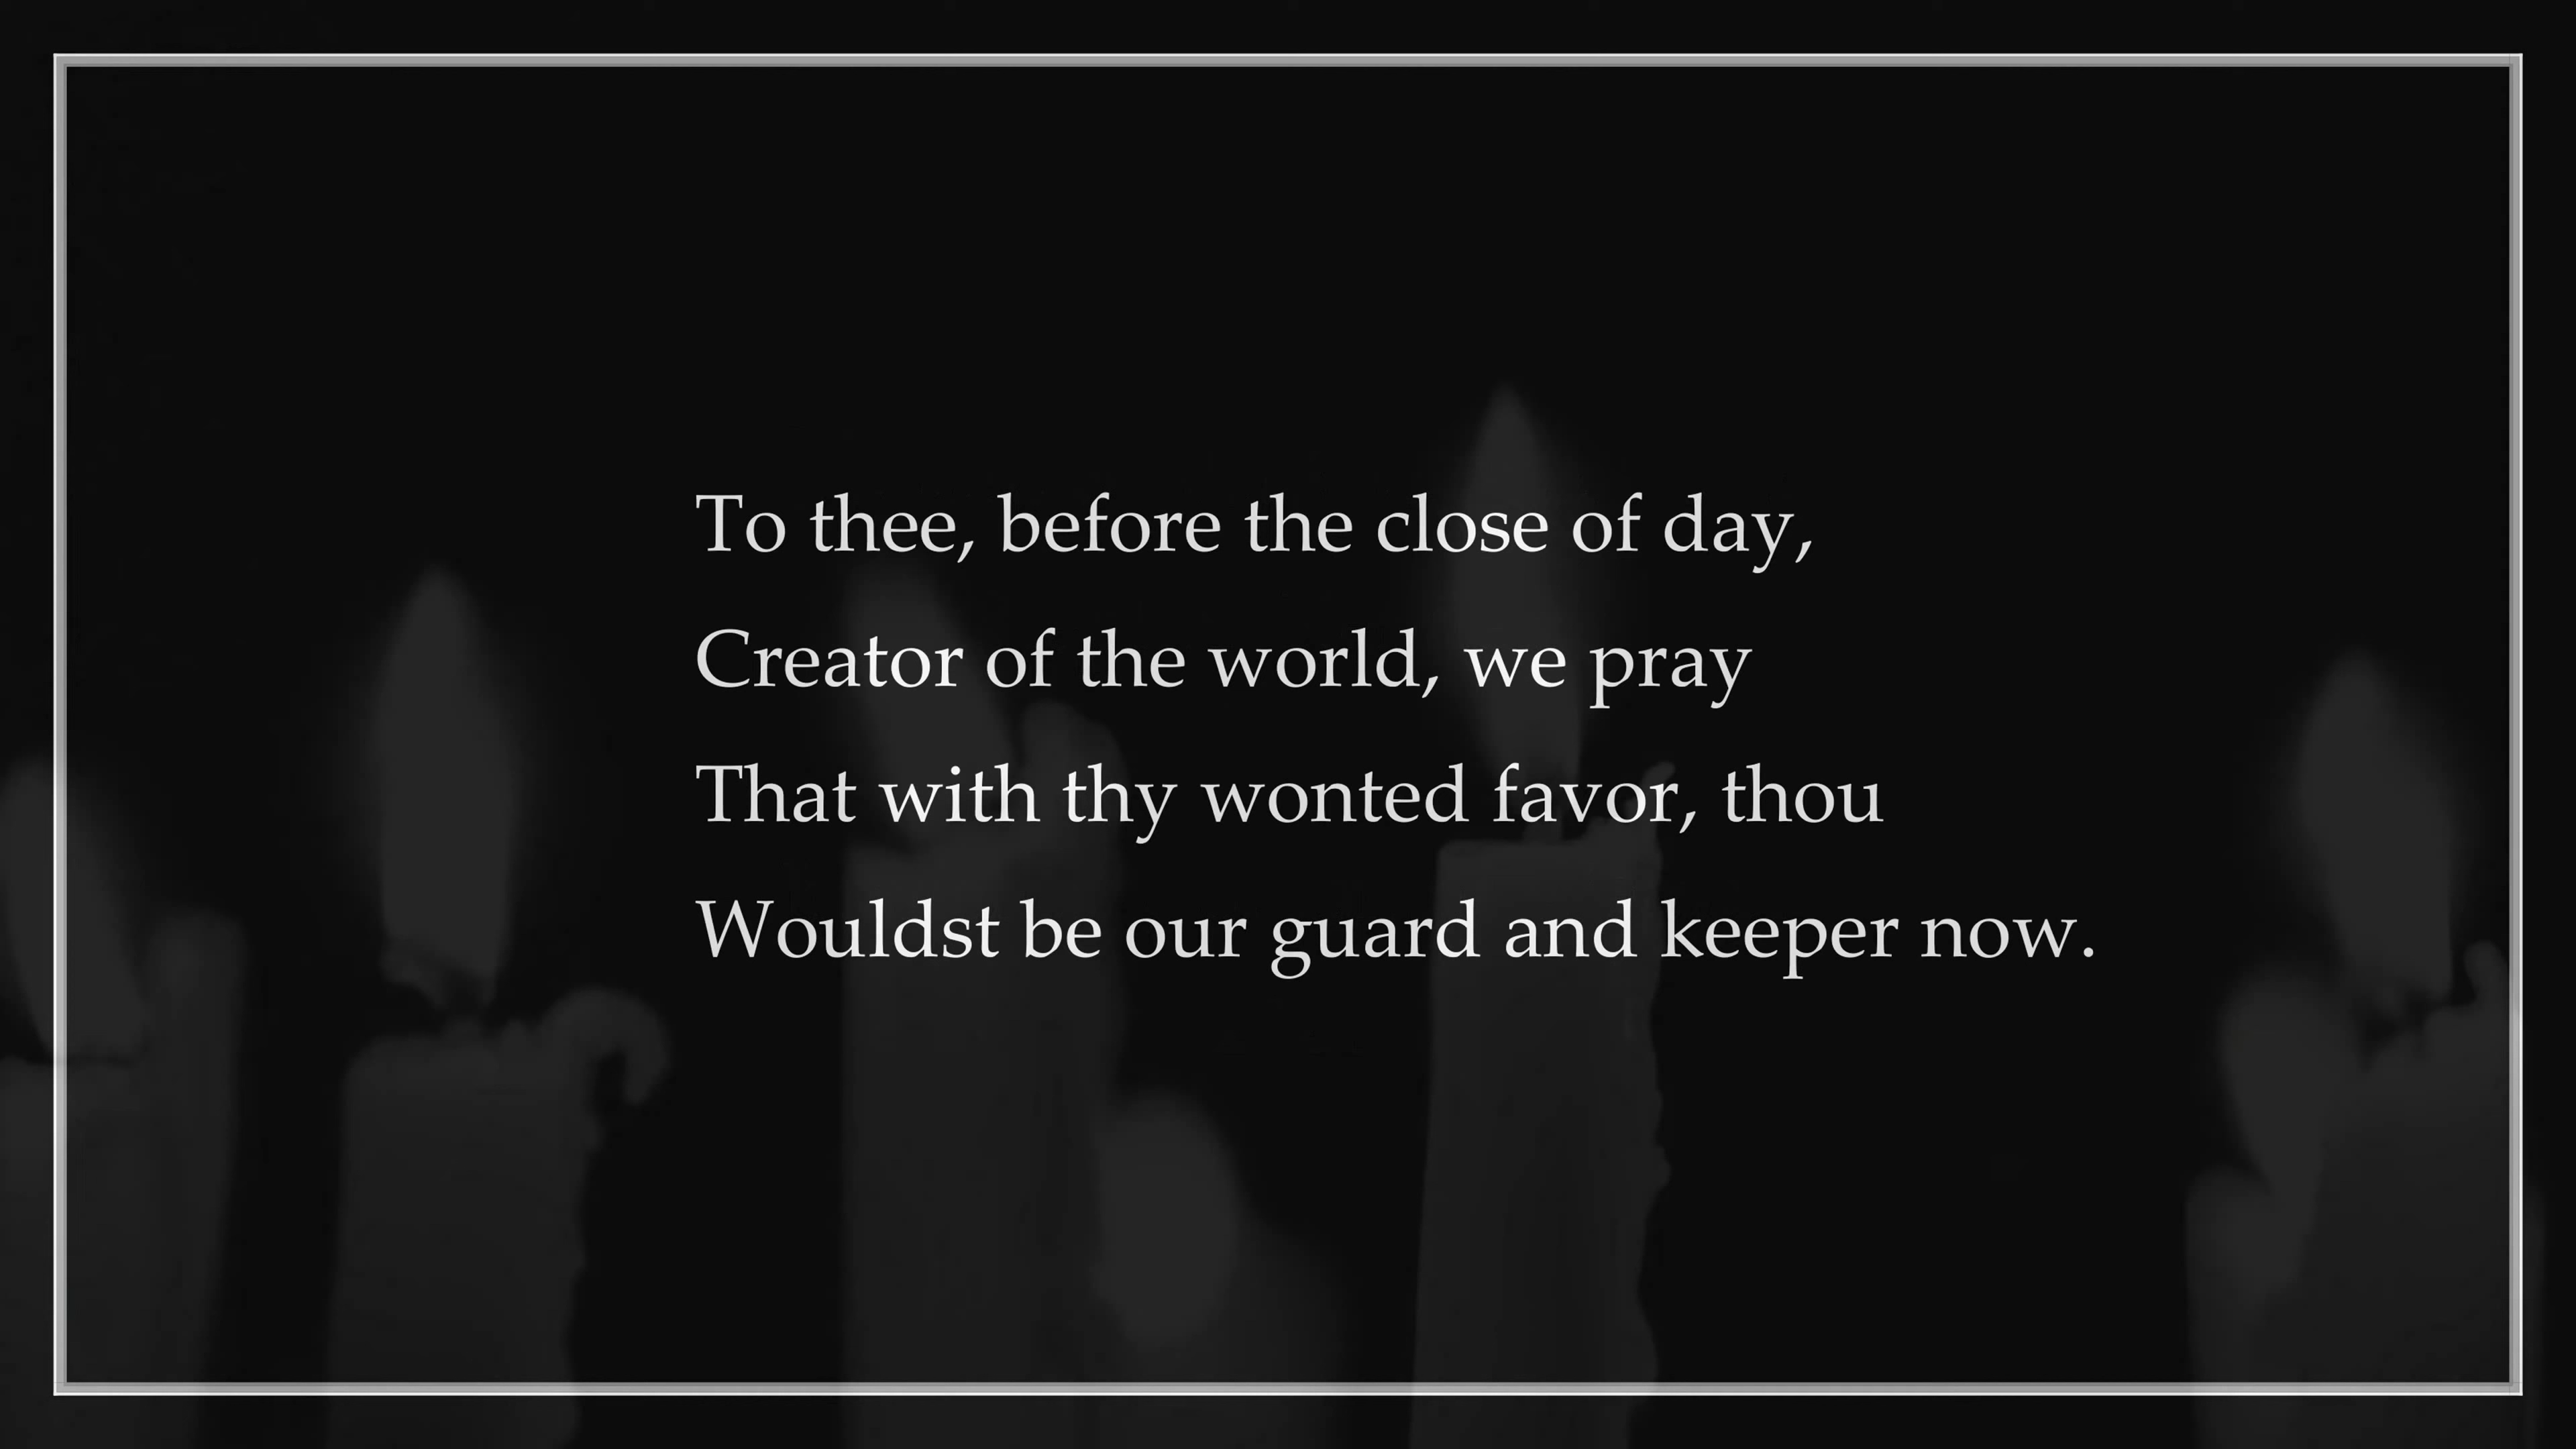 To thee, before the close of day,
Creator of the world, we pray
That with thy wonted favor, thou
Wouldst be our guard and keeper now.